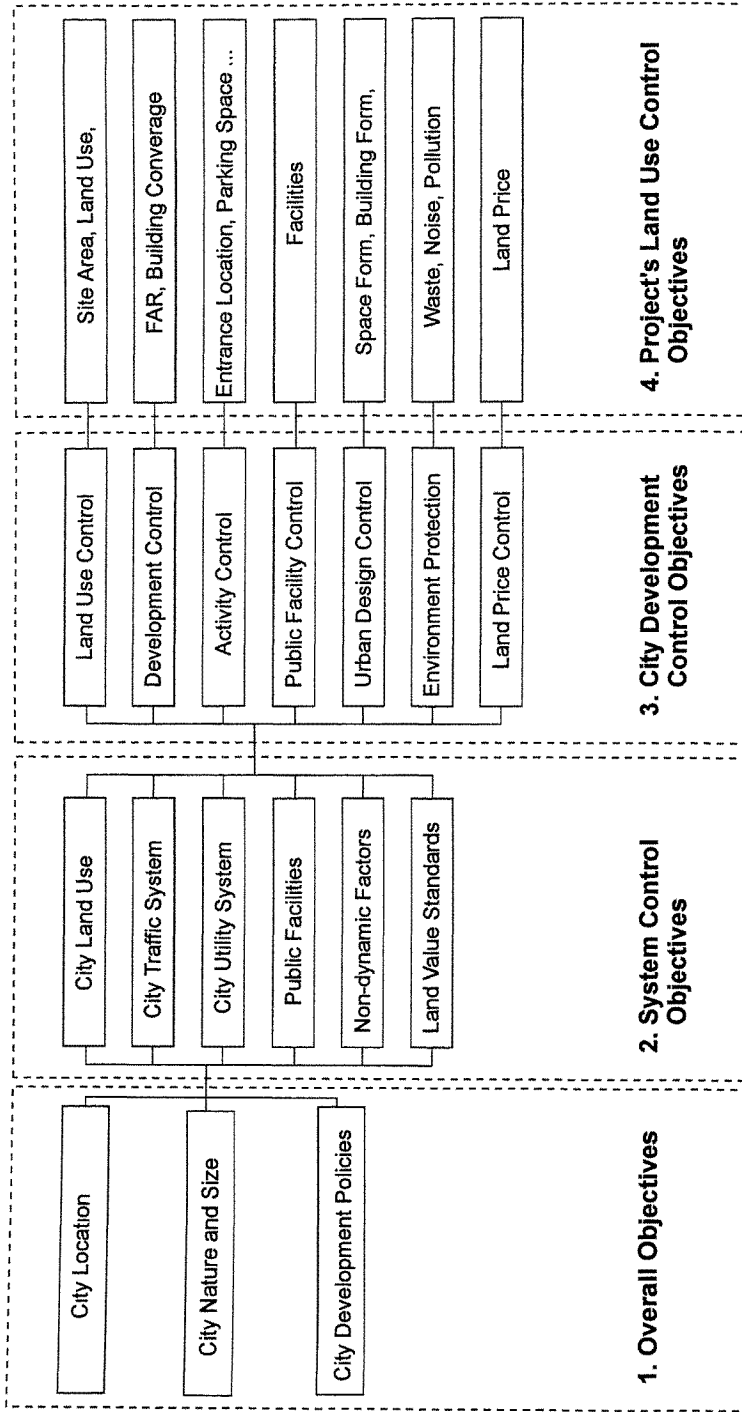 City Location
City Nature and Size
City Development Policies
1. Overall Objectives
City Land Use
City Traffic System
City Utility System
Public Facilities
Non-dynamic Factors
Land Value Standards
2. System Control
Objectives
Land Use Control
Development Control
Activity Control
Public Facility Control
Urban Design Control
Environment Protection
Land Price Control
3. City Development
Control Objectives
Site Area, Land Use,
FAR, Building Converage
Entrance Location, Parking Space ...
Facilities
Space Form, Building Form,
Waste, Noise, Pollution
Land Price
4. Project's Land Use Control
Objectives